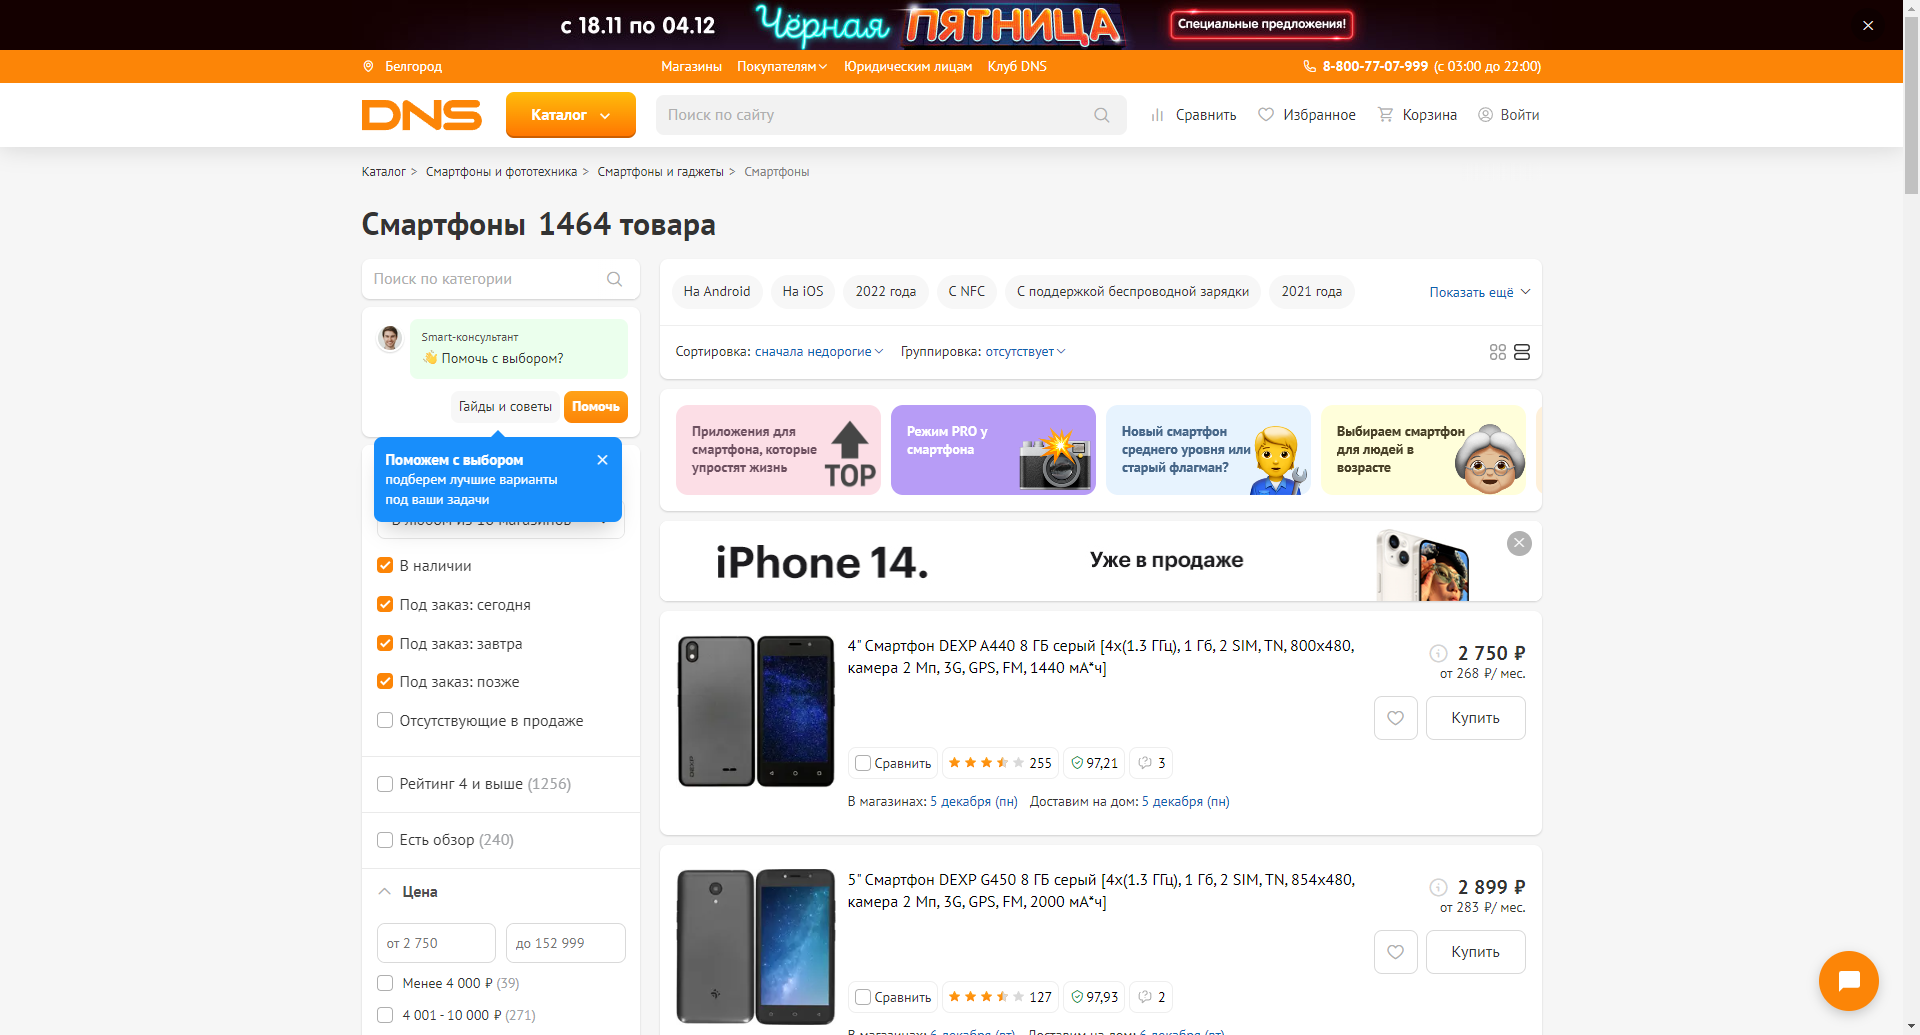 с 18.11 по 04.12
Чёрная ПЯТНИЦА
Специальные предложения!
Белгород
Магазины
Покупателям
Юридическим лицам
Клуб DNS
8-800-77-07-999 (с 03:00 до 22:00)
DNS
Каталог
Поиск по сайту
Сравнить
Избранное
Корзина
Войти
Каталог > Смартфоны и фототехника > Смартфоны и гаджеты > Смартфоны
Смартфоны 1464 товара
Поиск по категории
Smart-консультант
Помочь с выбором?
Гайды и советы
Помочь
Поможем с выбором
подберем лучшие варианты
под ваши задачи
В наличии
Под заказ: сегодня
Под заказ: завтра
Под заказ: позже
Отсутствующие в продаже
Рейтинг 4 и выше (1256)
Есть обзор (240)
Цена
от 2 750
до 152 999
Менее 4 000 ₽ (39)
4 001 - 10 000 ₽ (271)
На Android
На iOS
2022 года
С NFC
С поддержкой беспроводной зарядки
2021 года
Показать ещё
Сортировка: сначала недорогие
Группировка: отсутствует
Приложения для
смартфона, которые
упростят жизнь
TOP
Режим PRO у
смартфона
Новый смартфон
среднего уровня или
старый флагман?
Выбираем смартфон
для людей в
возрасте
iPhone 14.
Уже в продаже
4" Смартфон DEXP A440 8 ГБ серый [4x(1.3 ГГц), 1 Гб, 2 SIM, TN, 800x480,
камера 2 Мп, 3G, GPS, FM, 1440 мА*ч]
2 750 ₽
от 268 ₽/ мес.
Купить
Сравнить
255
97,21
3
В магазинах: 5 декабря (пн)
Доставим на дом: 5 декабря (пн)
5" Смартфон DEXP G450 8 ГБ серый [4x(1.3 ГГц), 1 Гб, 2 SIM, TN, 854x480,
камера 2 Мп, 3G, GPS, FM, 2000 мА*ч]
2 899 ₽
от 283 ₽/ мес.
Купить
Сравнить
127
97,93
2